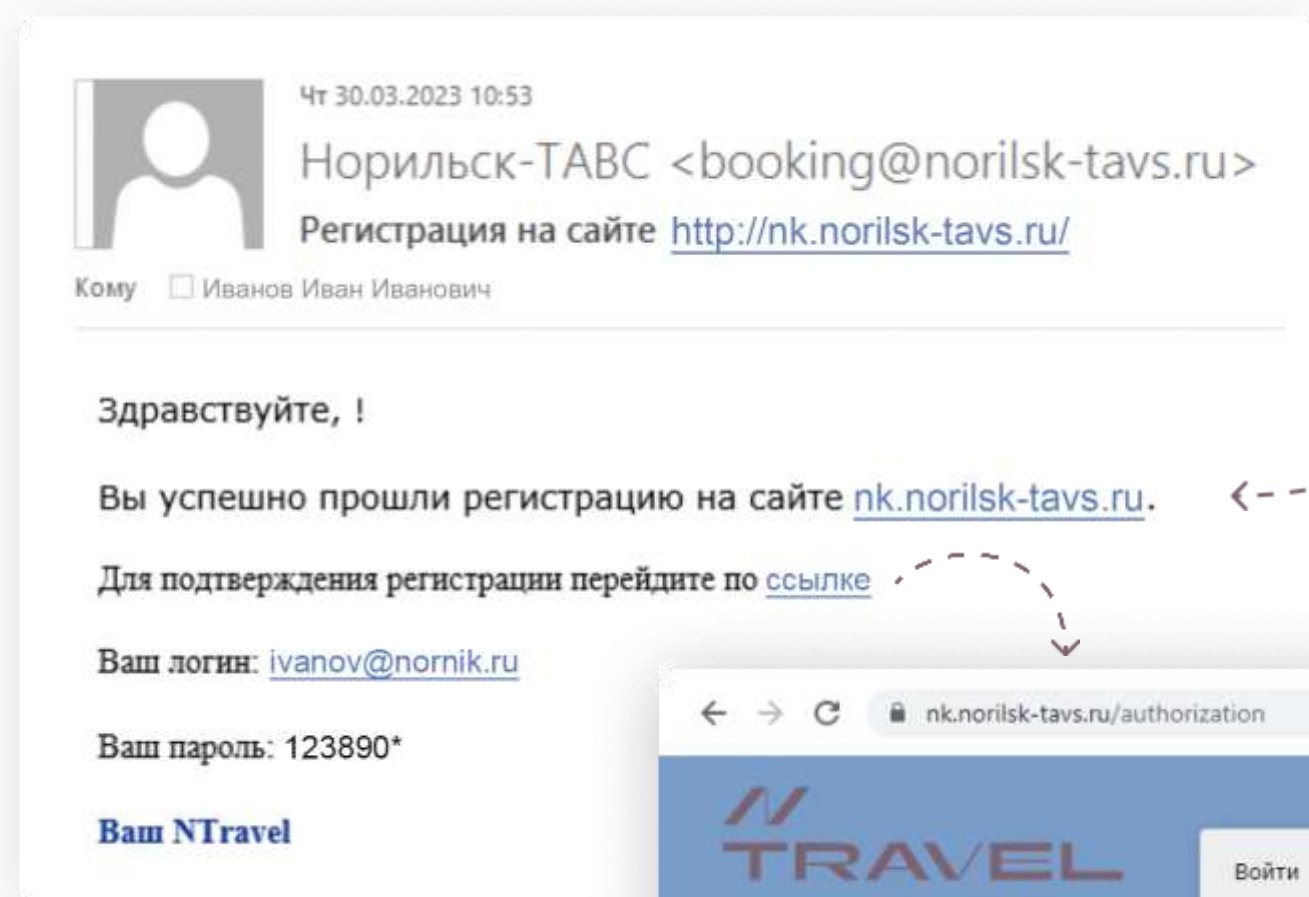 Чт 30.03.2023 10:53
Норильск-ТАВС <booking@norilsk-tavs.ru>
Регистрация на сайте http://nk.norilsk-tavs.ru/
Кому Иванов Иван Иванович
Здравствуйте, !
Вы успешно прошли регистрацию на сайте nk.norilsk-tavs.ru.
Для подтверждения регистрации перейдите по ссылке
Ваш логин: ivanov@nornik.ru
Ваш пароль: 123890*
Ваш NTravel
nk.norilsk-tavs.ru/authorization
N
TRAVEL
Войти